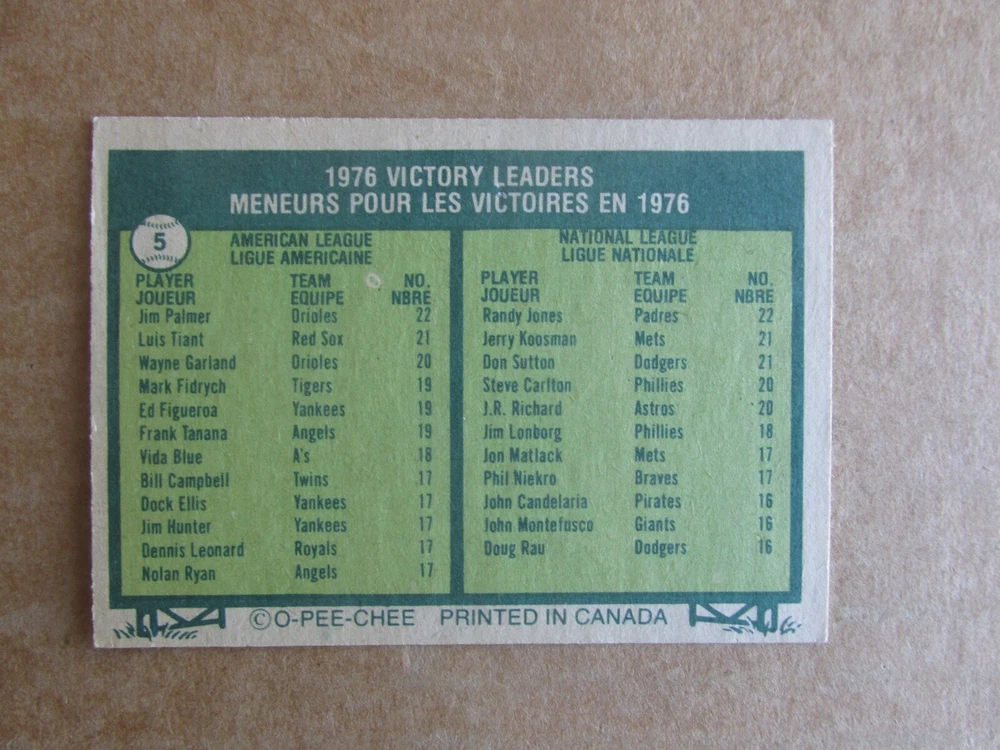 1976 VICTORY LEADERS
MENEURS POUR LES VICTOIRES EN 1976
5
AMERICAN LEAGUE
LIGUE AMERICAINE
PLAYER TEAM NO.
JOUEUR EQUIPE NBRE
Jim Palmer Orioles 22
Luis Tiant Red Sox 21
Wayne Garland Orioles 20
Mark Fidrych Tigers 19
Ed Figueroa Yankees 19
Frank Tanana Angels 19
Vida Blue A's 18
Bill Campbell Twins 17
Dock Ellis Yankees 17
Jim Hunter Yankees 17
Dennis Leonard Royals 17
Nolan Ryan Angels 17
NATIONAL LEAGUE
LIGUE NATIONALE
PLAYER TEAM NO.
JOUEUR EQUIPE NBRE
Randy Jones Padres 22
Jerry Koosman Mets 21
Don Sutton Dodgers 21
Steve Carlton Phillies 20
J.R. Richard Astros 20
Jim Lonborg Phillies 18
Jon Matlack Mets 17
Phil Niekro Braves 17
John Candelaria Pirates 16
John Montefusco Giants 16
Doug Rau Dodgers 16
© O-PEE-CHEE PRINTED IN CANADA